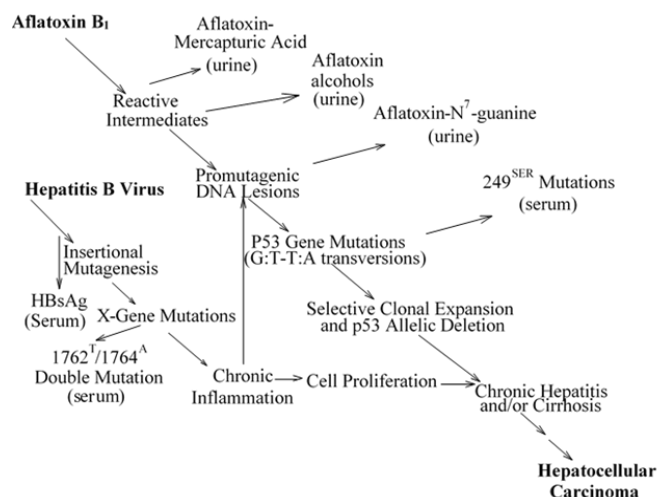 Aflatoxin B₁
Aflatoxin-
Mercapturic Acid
(urine)
Aflatoxin
alcohols
(urine)
Reactive
Intermediates
Aflatoxin-N⁷-guanine
(urine)
Promutagenic
DNA Lesions
249ˢᴱᴿ Mutations
(serum)
Hepatitis B Virus
P53 Gene Mutations
(G:T-T:A transversions)
Insertional
Mutagenesis
HBsAg
(Serum)
X-Gene Mutations
Selective Clonal Expansion
and p53 Allelic Deletion
1762ᵀ/1764ᴬ
Double Mutation
(serum)
Chronic
Inflammation
Cell Proliferation
Chronic Hepatitis
and/or Cirrhosis
Hepatocellular
Carcinoma